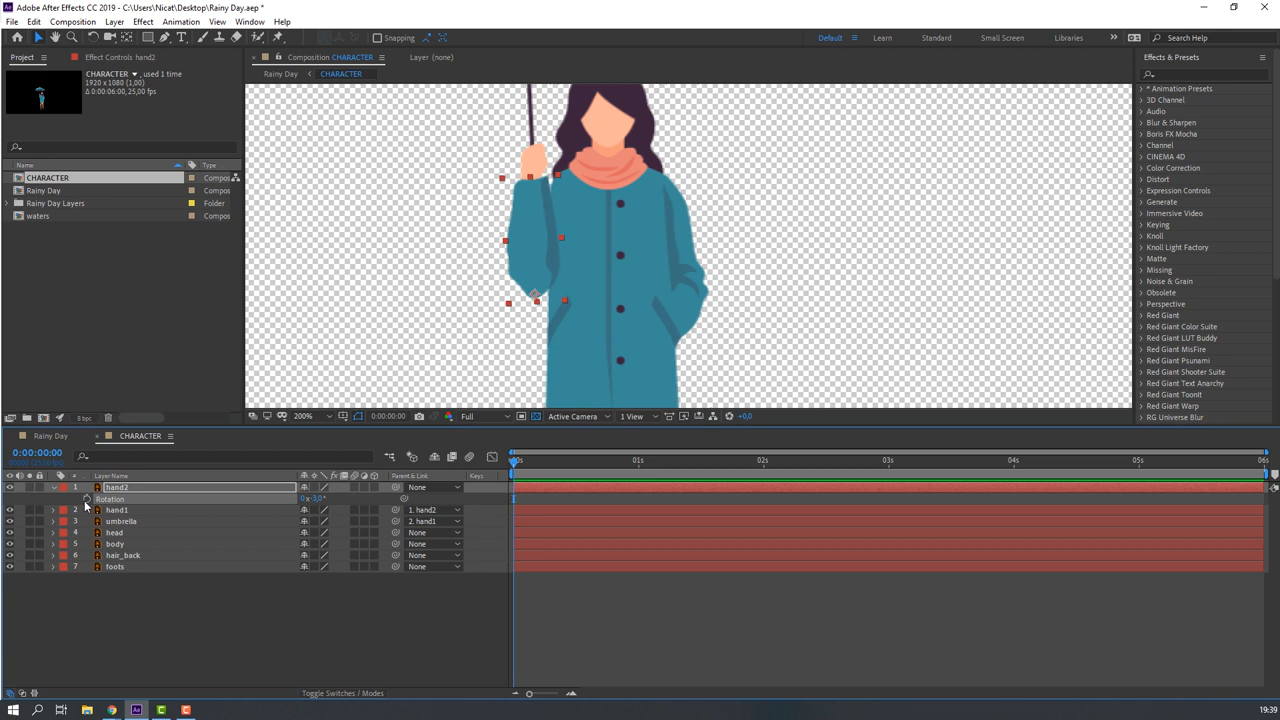 Adobe After Effects CC 2019 - C:\Users\Nicat\Desktop\Rainy Day.aep *
File Edit Composition Layer Effect Animation View Window Help
Snapping Default Learn Standard Small Screen Libraries Search Help
Project Effect Controls hand2 Composition CHARACTER Layer (none) Effects & Presets
CHARACTER , used 1 time
1920 x 1080 (1,00)
Δ 0:00:06:00, 25,00 fps
Rainy Day CHARACTER
Name Type
CHARACTER Compos
Rainy Day Compos
Rainy Day Layers Folder
waters Compos
* Animation Presets
3D Channel
Audio
Blur & Sharpen
Boris FX Mocha
Channel
CINEMA 4D
Color Correction
Distort
Expression Controls
Generate
Immersive Video
Keying
Knoll
Knoll Light Factory
Matte
Missing
Noise & Grain
Obsolete
Perspective
Red Giant
Red Giant Color Suite
Red Giant LUT Buddy
Red Giant MisFire
Red Giant Psunami
Red Giant Shooter Suite
Red Giant Text Anarchy
Red Giant ToonIt
Red Giant Warp
RG Universe Blur
8 bpc 200% 0:00:00:00 Full Active Camera 1 View +0,0
Rainy Day CHARACTER
0:00:00:00
00000 (25,00 fps)
01s 02s 03s 04s 05s 06s
# Layer Name Parent & Link Keys
1 hand2 None
Rotation 0x-3,0°
2 hand1 1. hand2
3 umbrella 2. hand1
4 head None
5 body None
6 hair_back None
7 foots None
Toggle Switches / Modes
19:39